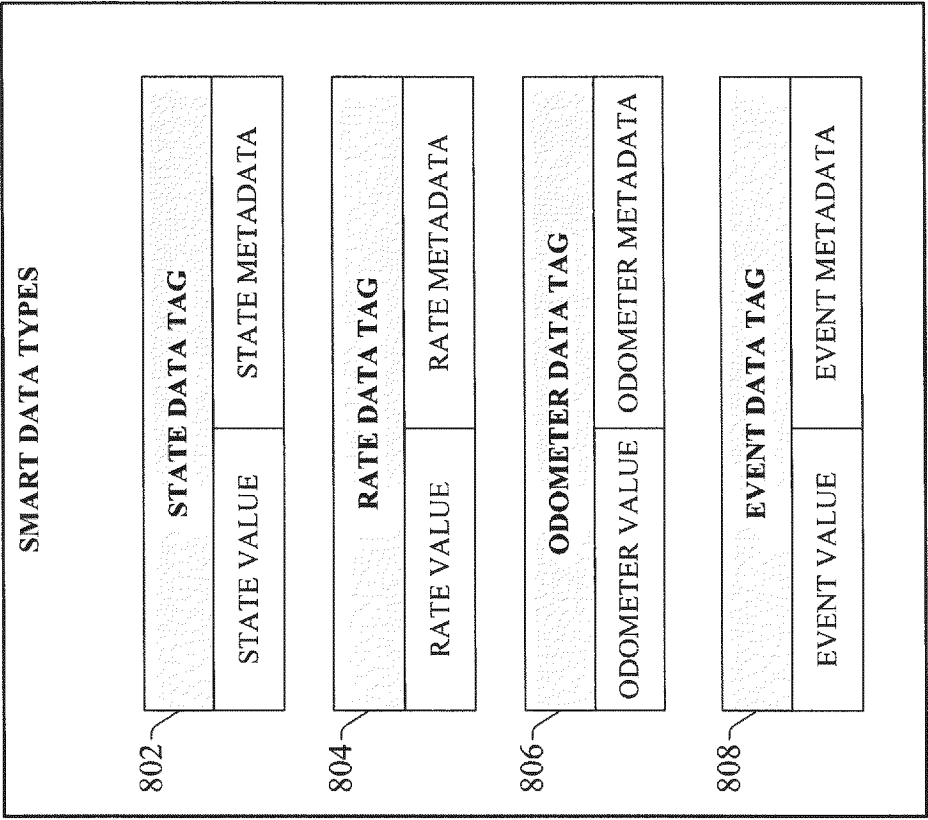 SMART DATA TYPES
802
STATE DATA TAG
STATE VALUE
STATE METADATA
804
RATE DATA TAG
RATE VALUE
RATE METADATA
806
ODOMETER DATA TAG
ODOMETER VALUE
ODOMETER METADATA
808
EVENT DATA TAG
EVENT VALUE
EVENT METADATA